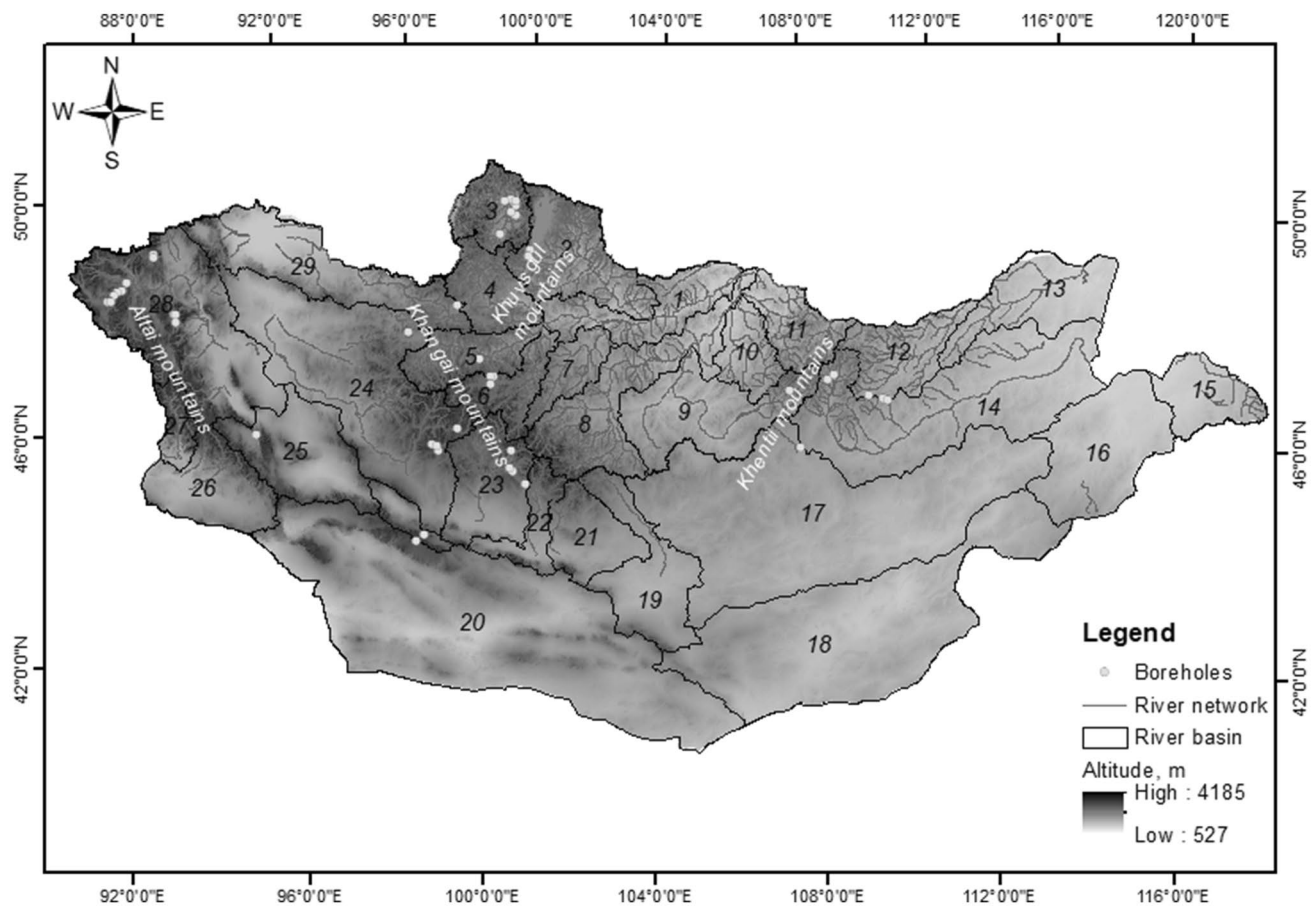 88°0'0"E 92°0'0"E 96°0'0"E 100°0'0"E 104°0'0"E 108°0'0"E 112°0'0"E 116°0'0"E 120°0'0"E
N
W E
S
50°0'0"N
50°0'0"N
46°0'0"N
46°0'0"N
42°0'0"N
42°0'0"N
3
2
29
4
Khuvsgul
mountains
1
13
28
Altai mountains
Khangai mountains
5
11
12
10
7
15
24
6
Khentii mountains
14
9
8
27
25
16
26
23
17
22
21
19
20
18
Legend
Boreholes
River network
River basin
Altitude, m
High : 4185
Low : 527
92°0'0"E 96°0'0"E 100°0'0"E 104°0'0"E 108°0'0"E 112°0'0"E 116°0'0"E